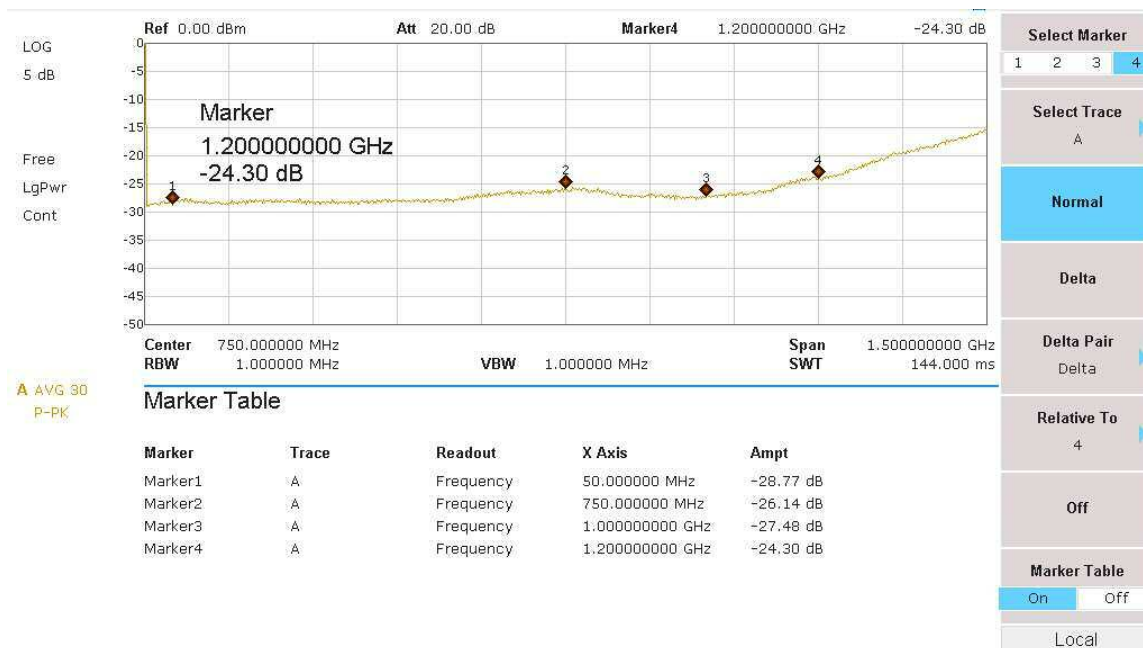 Ref 0.00 dBm Att 20.00 dB Marker4 1.200000000 GHz -24.30 dB
LOG
5 dB
Free
LgPwr
Cont
A AVG 30
P-PK
0
-5
-10
-15
-20
-25
-30
-35
-40
-45
-50
Marker
1.200000000 GHz
-24.30 dB
1
2
3
4
Center 750.000000 MHz Span 1.500000000 GHz
RBW 1.000000 MHz VBW 1.000000 MHz SWT 144.000 ms
Marker Table
Marker Trace Readout X Axis Ampt
Marker1 A Frequency 50.000000 MHz -28.77 dB
Marker2 A Frequency 750.000000 MHz -26.14 dB
Marker3 A Frequency 1.000000000 GHz -27.48 dB
Marker4 A Frequency 1.200000000 GHz -24.30 dB
Select Marker
1 2 3 4
Select Trace
A
Normal
Delta
Delta Pair
Delta
Relative To
4
Off
Marker Table
On Off
Local